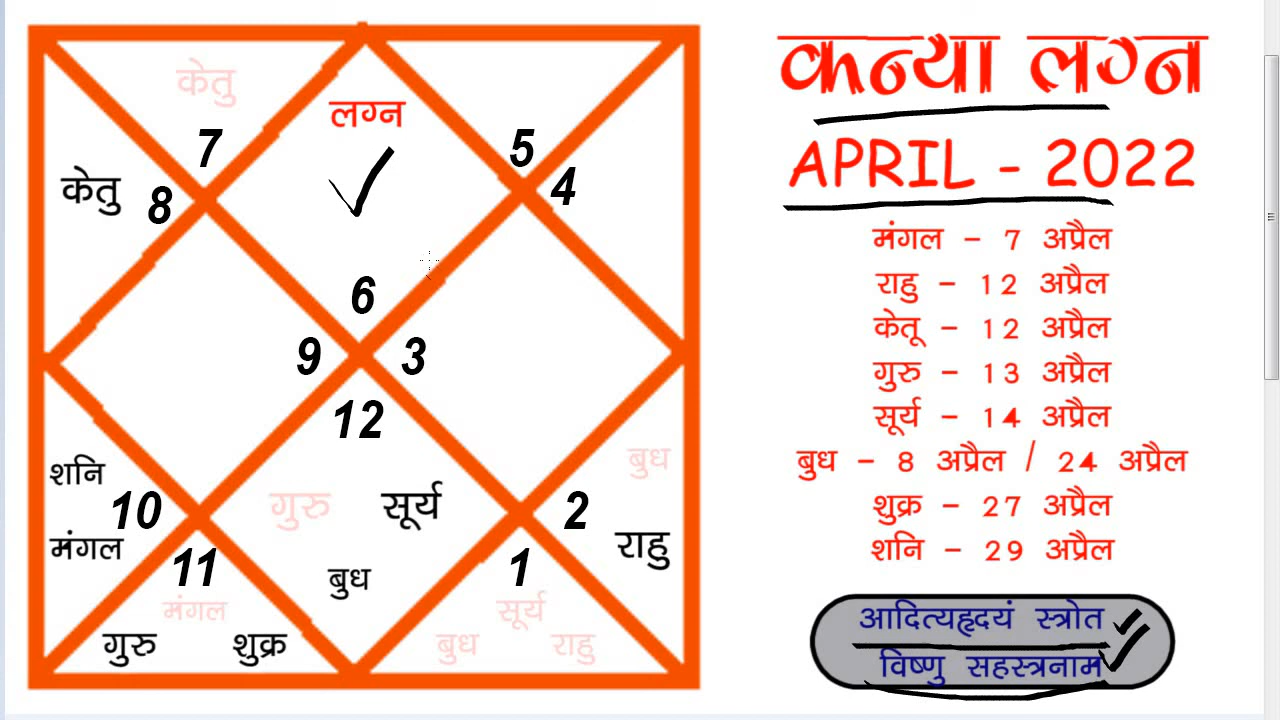 केतु
लग्न
7
5
केतु
8
4
6
9
3
12
शनि
10
मंगल
11
मंगल
गुरु
शुक्र
गुरु
सूर्य
बुध
1
सूर्य
बुध
राहु
बुध
2
राहु
कन्या लग्न
APRIL - 2022
मंगल - 7 अप्रैल
राहु - 12 अप्रैल
केतू - 12 अप्रैल
गुरु - 13 अप्रैल
सूर्य - 14 अप्रैल
बुध - 8 अप्रैल / 24 अप्रैल
शुक्र - 27 अप्रैल
शनि - 29 अप्रैल
आदित्यहृदयं स्त्रोत
विष्णु सहस्त्रनाम